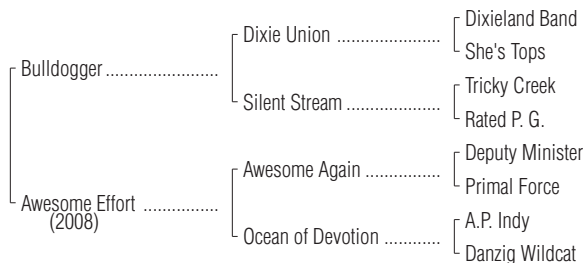 Dixieland Band
Dixie Union ......................
She's Tops
Bulldogger ........................
Tricky Creek
Silent Stream ....................
Rated P. G.
Deputy Minister
Awesome Again ................
Primal Force
Awesome Effort ................
(2008)
A.P. Indy
Ocean of Devotion ............
Danzig Wildcat